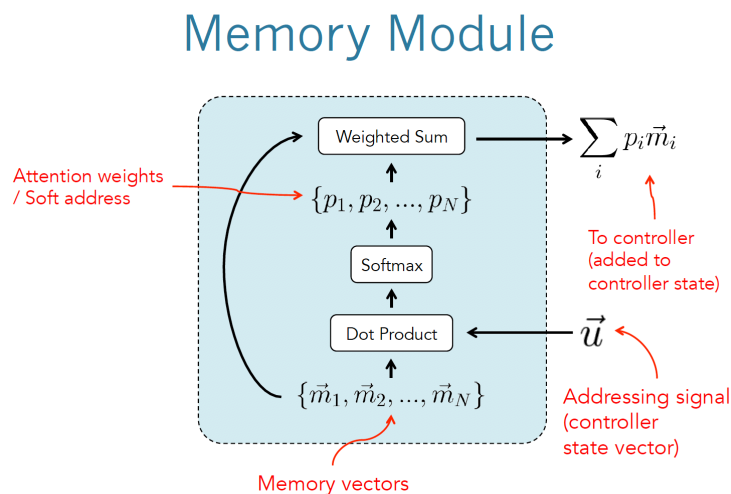 Memory Module
Weighted Sum
∑ᵢ pᵢm⃗ᵢ
Attention weights
/ Soft address
{p₁, p₂, ..., p_N}
To controller
(added to
controller state)
Softmax
Dot Product
u⃗
{m⃗₁, m⃗₂, ..., m⃗_N}
Addressing signal
(controller
state vector)
Memory vectors